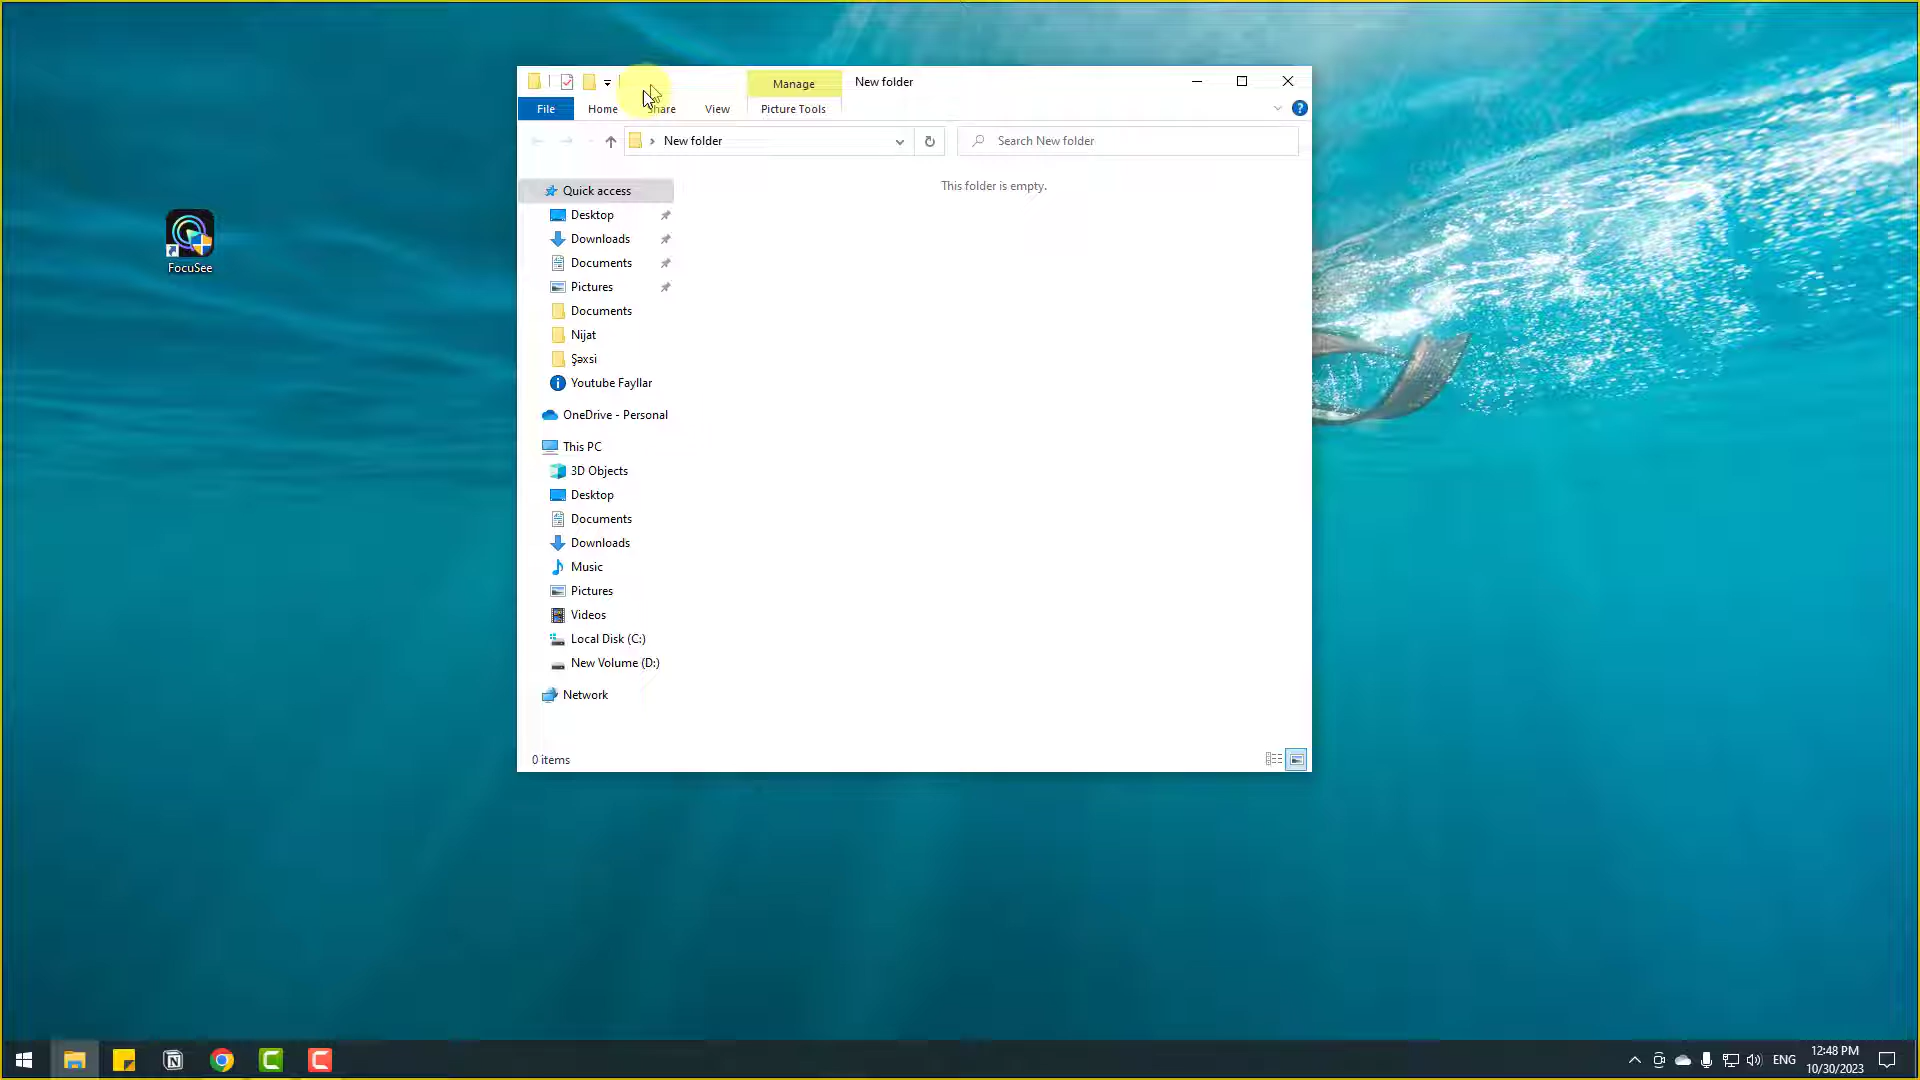 Manage
New folder
File
Home
Share
View
Picture Tools
New folder
Search New folder
This folder is empty.
Quick access
Desktop
Downloads
Documents
Pictures
Documents
Nijat
Şəxsi
Youtube Fayllar
OneDrive - Personal
This PC
3D Objects
Desktop
Documents
Downloads
Music
Pictures
Videos
Local Disk (C:)
New Volume (D:)
Network
0 items
FocuSee
ENG
12:48 PM
10/30/2023